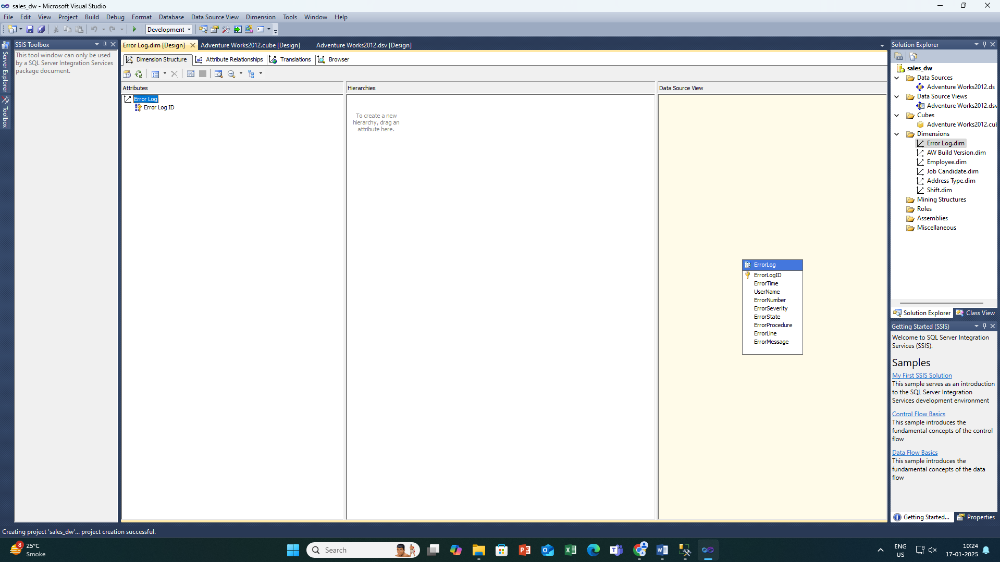 sales_dw - Microsoft Visual Studio
File Edit View Project Build Debug Format Database Data Source View Dimension Tools Window Help
Development
Server Explorer
Toolbox
SSIS Toolbox
This tool window can only be used
by a SQL Server Integration Services
package document.
Error Log.dim [Design] Adventure Works2012.cube [Design] Adventure Works2012.dsv [Design]
Dimension Structure Attribute Relationships Translations Browser
Attributes
Error Log
Error Log ID
Hierarchies
To create a new
hierarchy, drag an
attribute here.
Data Source View
ErrorLog
ErrorLogID
ErrorTime
UserName
ErrorNumber
ErrorSeverity
ErrorState
ErrorProcedure
ErrorLine
ErrorMessage
Solution Explorer
sales_dw
Data Sources
Adventure Works2012.ds
Data Source Views
Adventure Works2012.dsv
Cubes
Adventure Works2012.cub
Dimensions
Error Log.dim
AW Build Version.dim
Employee.dim
Job Candidate.dim
Address Type.dim
Shift.dim
Mining Structures
Roles
Assemblies
Miscellaneous
Solution Explorer Class View
Getting Started (SSIS)
Welcome to SQL Server Integration
Services (SSIS).
Samples
My First SSIS Solution
This sample serves as an introduction
to the SQL Server Integration
Services development environment
Control Flow Basics
This sample introduces the
fundamental concepts of the control
flow
Data Flow Basics
This sample introduces the
fundamental concepts of the data
flow
Getting Started... Properties
Creating project 'sales_dw'... project creation successful.
8
25°C
Smoke
Search
ENG
US
10:24
17-01-2025